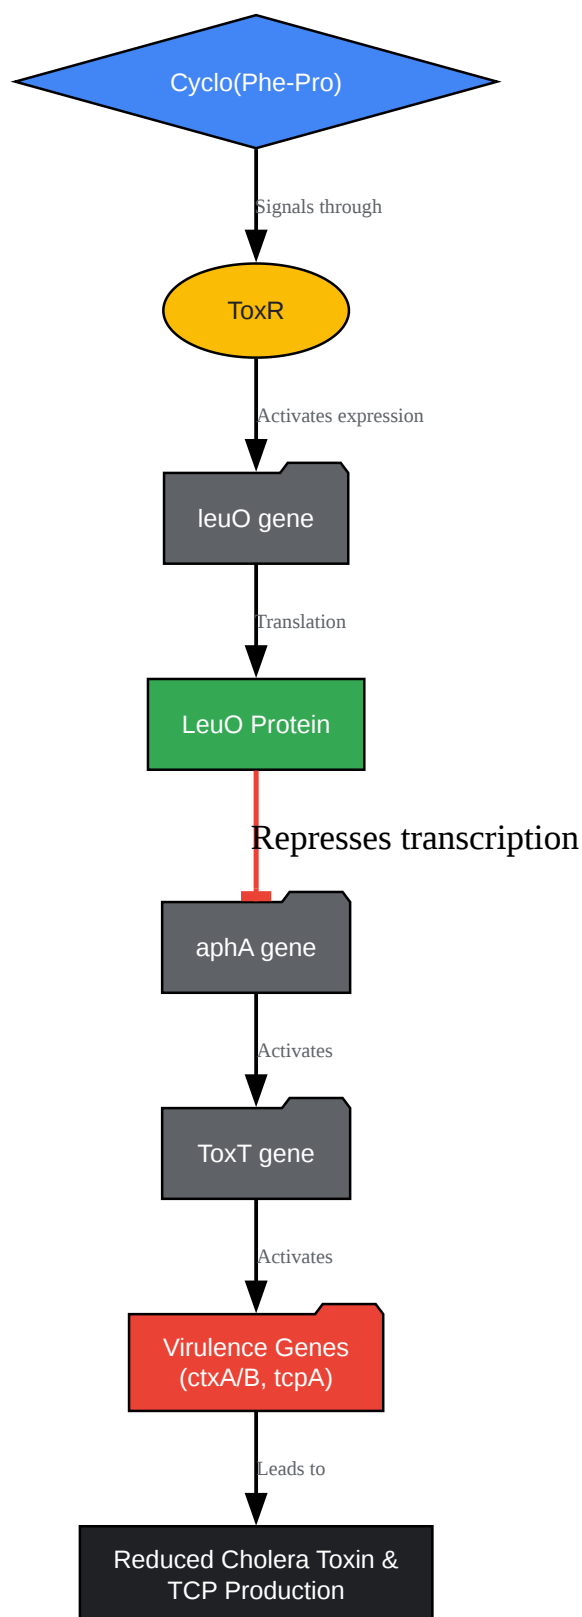 Cyclo(Phe-Pro)
Signals through
ToxR
Activates expression
leuO gene
Translation
LeuO Protein
Represses transcription
aphA gene
Activates
ToxT gene
Activates
Virulence Genes
(ctxA/B, tcpA)
Leads to
Reduced Cholera Toxin &
TCP Production